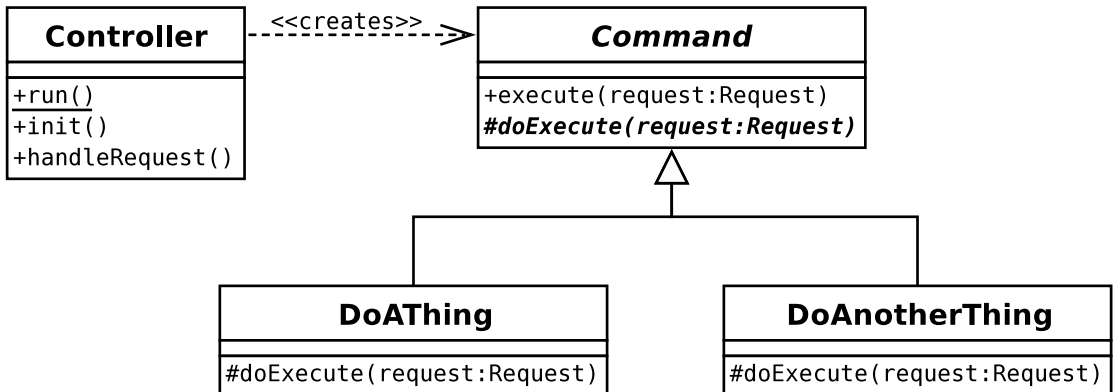 Controller
<<creates>>
Command
+run()
+init()
+handleRequest()
+execute(request:Request)
#doExecute(request:Request)
DoAThing
#doExecute(request:Request)
DoAnotherThing
#doExecute(request:Request)